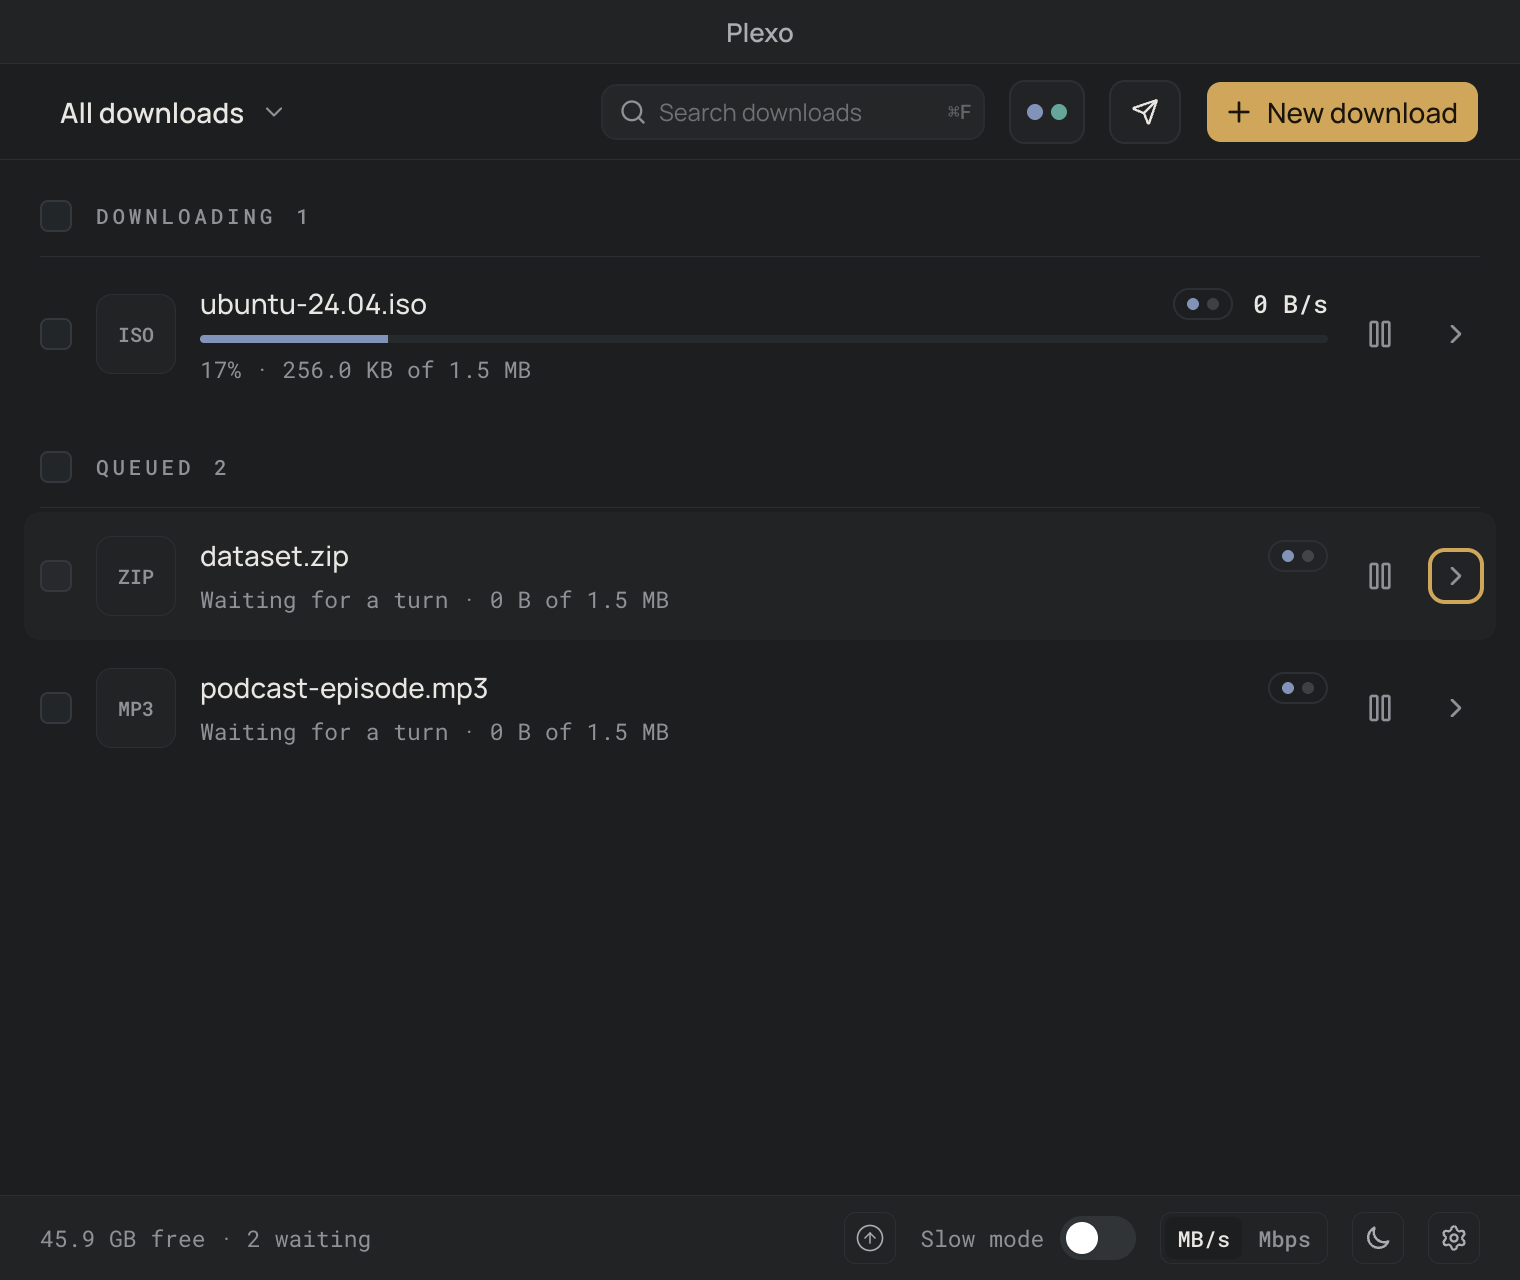 Plexo
All downloads
Search downloads ⌘F
New download
DOWNLOADING 1
ISO
ubuntu-24.04.iso
0 B/s
17% · 256.0 KB of 1.5 MB
QUEUED 2
ZIP
dataset.zip
Waiting for a turn · 0 B of 1.5 MB
MP3
podcast-episode.mp3
Waiting for a turn · 0 B of 1.5 MB
45.9 GB free · 2 waiting
Slow mode
MB/s Mbps